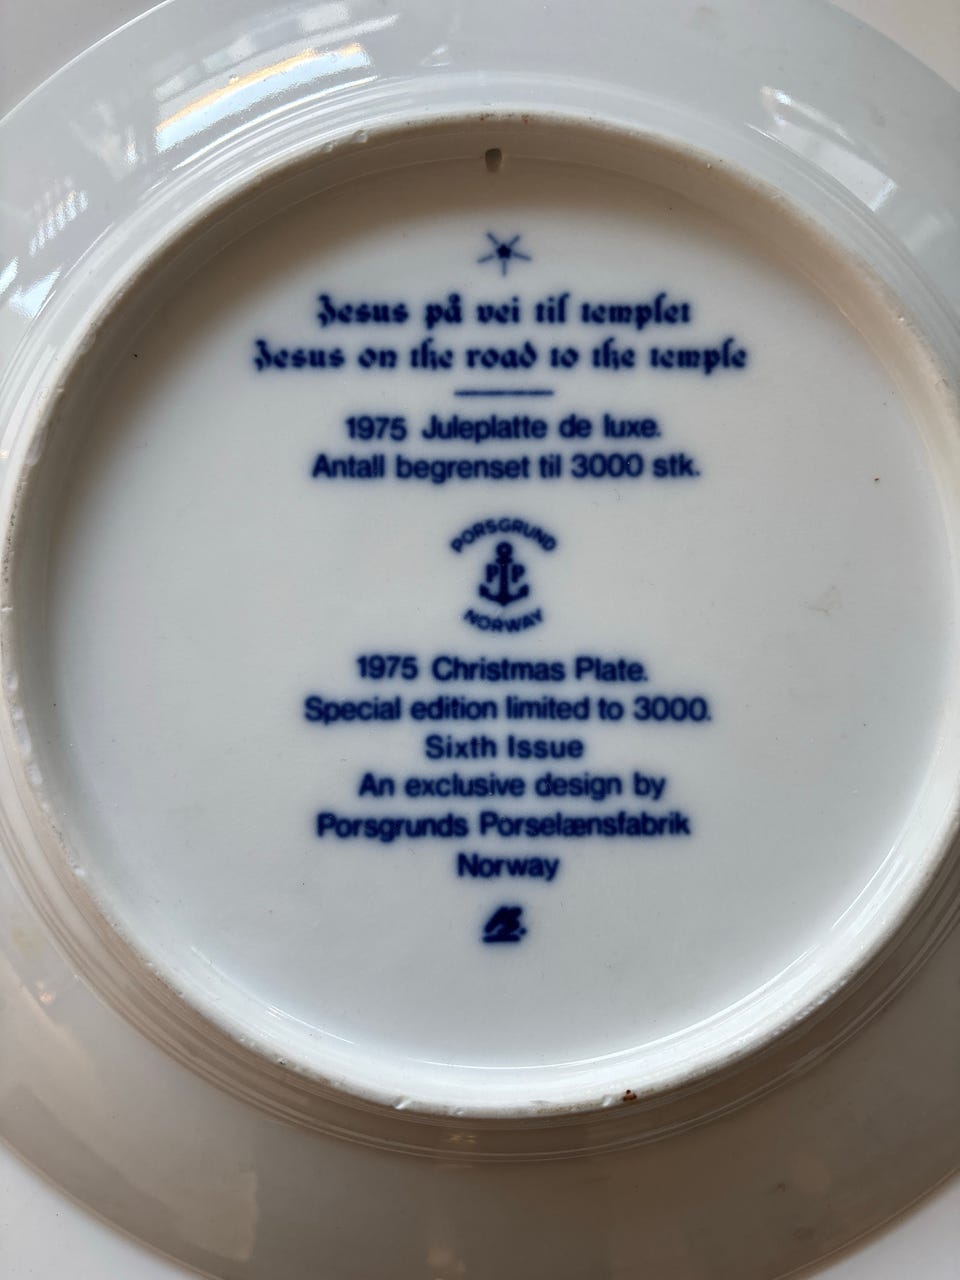 Jesus på vei til templet
Jesus on the road to the temple
1975 Juleplatte de luxe.
Antall begrenset til 3000 stk.
PORSGRUND
P P
NORWAY
1975 Christmas Plate.
Special edition limited to 3000.
Sixth Issue
An exclusive design by
Porsgrunds Porselænsfabrik
Norway